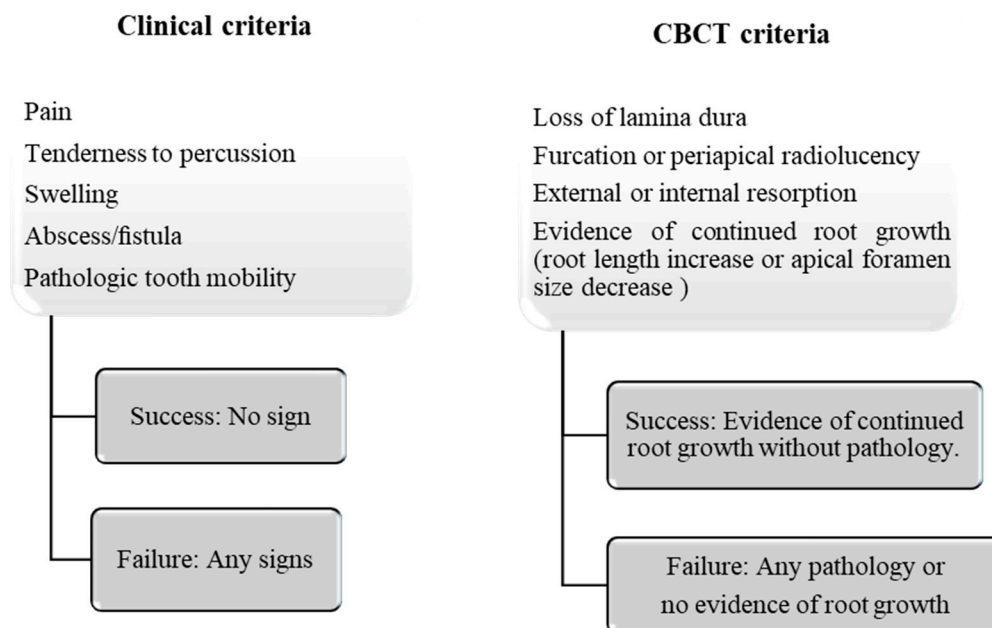 Clinical criteria
Pain
Tenderness to percussion
Swelling
Abscess/fistula
Pathologic tooth mobility
Success: No sign
Failure: Any signs
CBCT criteria
Loss of lamina dura
Furcation or periapical radiolucency
External or internal resorption
Evidence of continued root growth
(root length increase or apical foramen
size decrease )
Success: Evidence of continued
root growth without pathology.
Failure: Any pathology or
no evidence of root growth